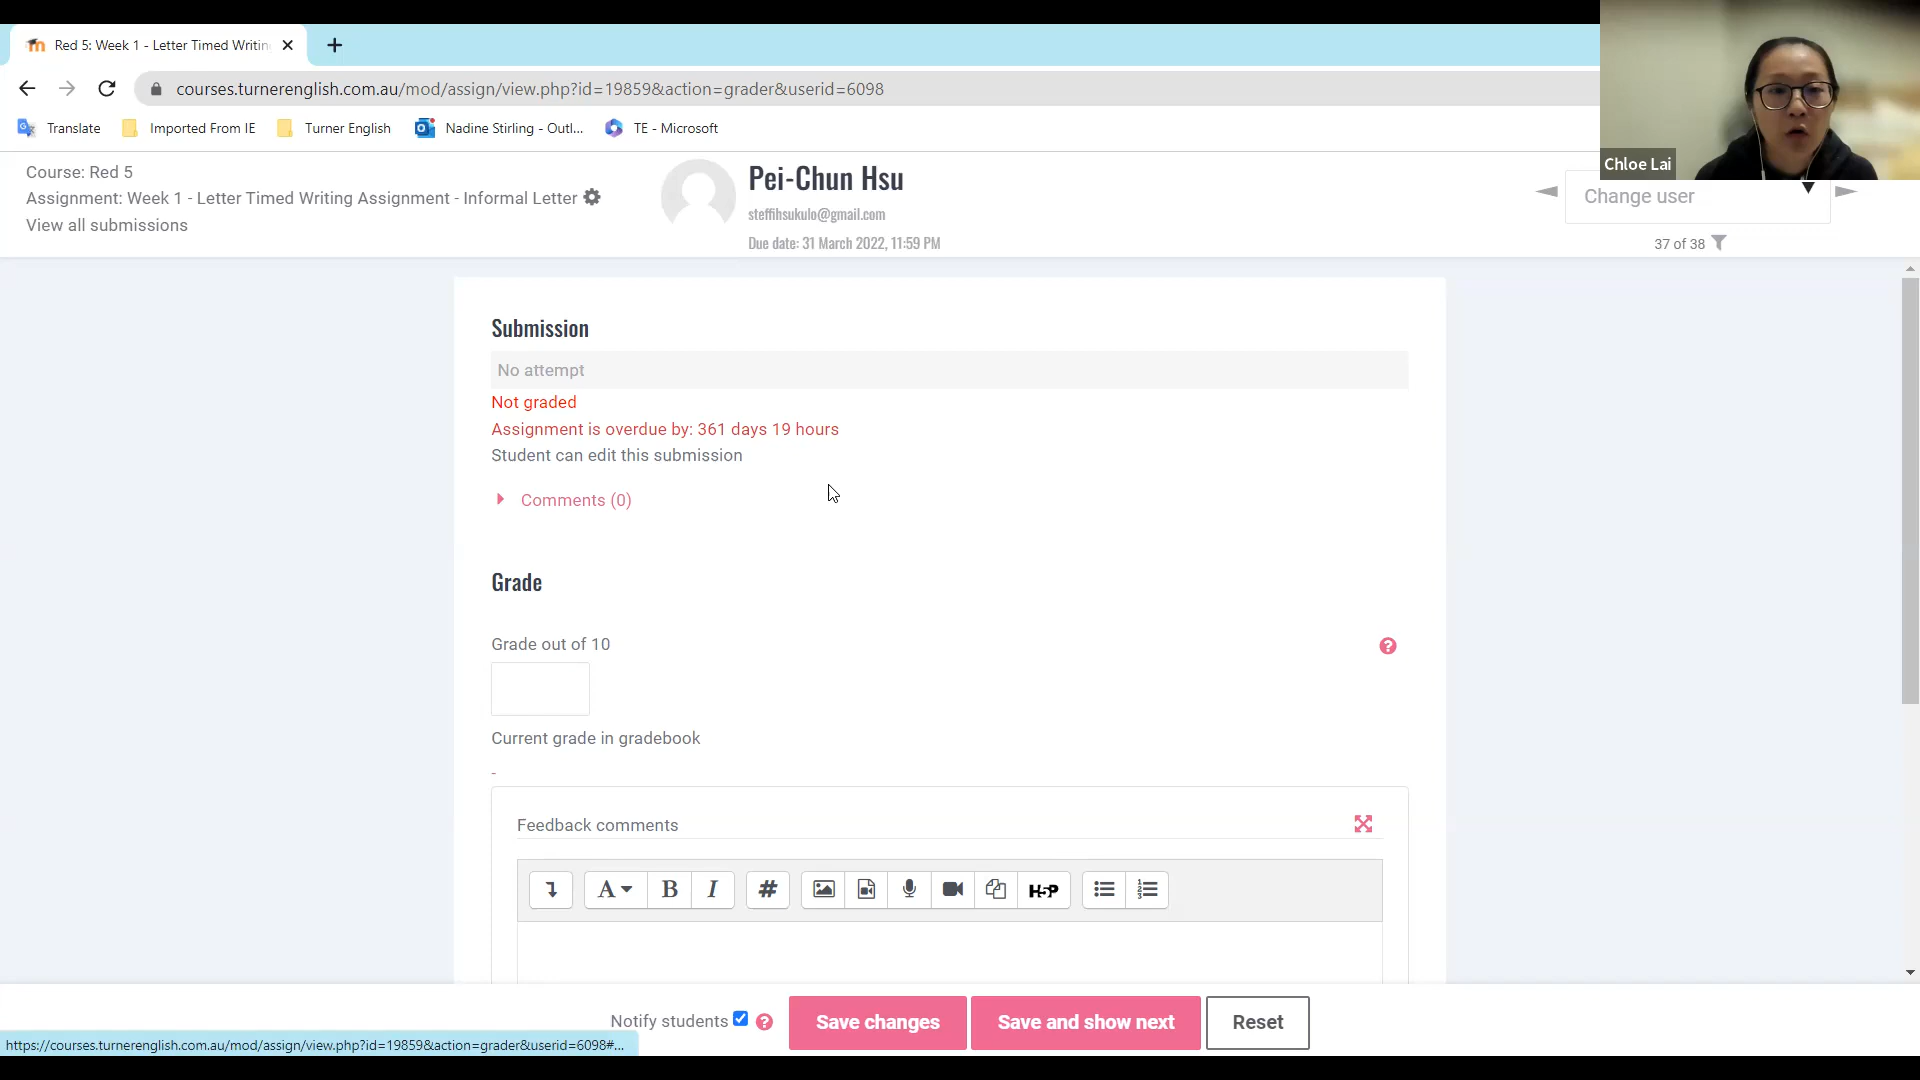 Red 5: Week 1 - Letter Timed Writin
courses.turnerenglish.com.au/mod/assign/view.php?id=19859&action=grader&userid=6098
Translate
Imported From IE
Turner English
Nadine Stirling - Outl...
TE - Microsoft
Chloe Lai
Course: Red 5
Assignment: Week 1 - Letter Timed Writing Assignment - Informal Letter
View all submissions
Pei-Chun Hsu
steffihsukulo@gmail.com
Due date: 31 March 2022, 11:59 PM
Change user
37 of 38
Submission
No attempt
Not graded
Assignment is overdue by: 361 days 19 hours
Student can edit this submission
Comments (0)
Grade
Grade out of 10
Current grade in gradebook
-
Feedback comments
A B I # H5P
Notify students
Save changes
Save and show next
Reset
https://courses.turnerenglish.com.au/mod/assign/view.php?id=19859&action=grader&userid=6098#...